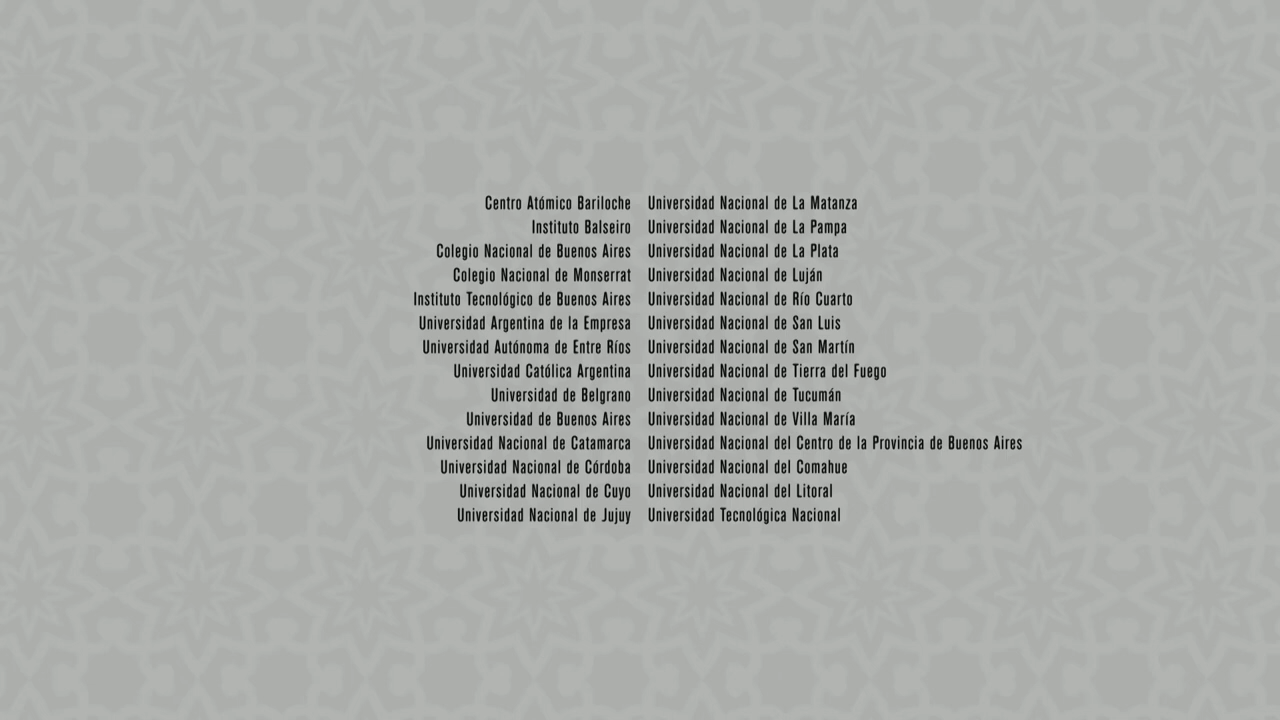 Centro Atómico Bariloche
Instituto Balseiro
Colegio Nacional de Buenos Aires
Colegio Nacional de Monserrat
Instituto Tecnológico de Buenos Aires
Universidad Argentina de la Empresa
Universidad Autónoma de Entre Ríos
Universidad Católica Argentina
Universidad de Belgrano
Universidad de Buenos Aires
Universidad Nacional de Catamarca
Universidad Nacional de Córdoba
Universidad Nacional de Cuyo
Universidad Nacional de Jujuy
Universidad Nacional de La Matanza
Universidad Nacional de La Pampa
Universidad Nacional de La Plata
Universidad Nacional de Luján
Universidad Nacional de Río Cuarto
Universidad Nacional de San Luis
Universidad Nacional de San Martín
Universidad Nacional de Tierra del Fuego
Universidad Nacional de Tucumán
Universidad Nacional de Villa María
Universidad Nacional del Centro de la Provincia de Buenos Aires
Universidad Nacional del Comahue
Universidad Nacional del Litoral
Universidad Tecnológica Nacional